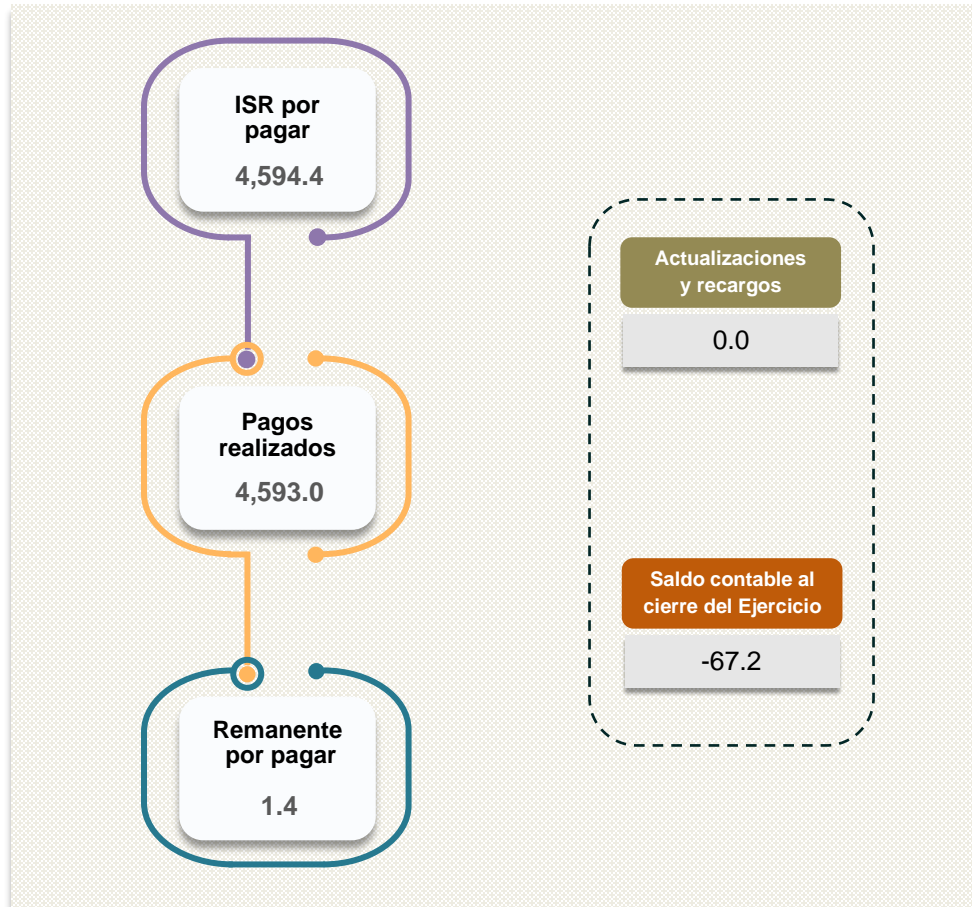 ISR por
pagar
4,594.4
Pagos
realizados
4,593.0
Remanente
por pagar
1.4
Actualizaciones
y recargos
0.0
Saldo contable al
cierre del Ejercicio
-67.2